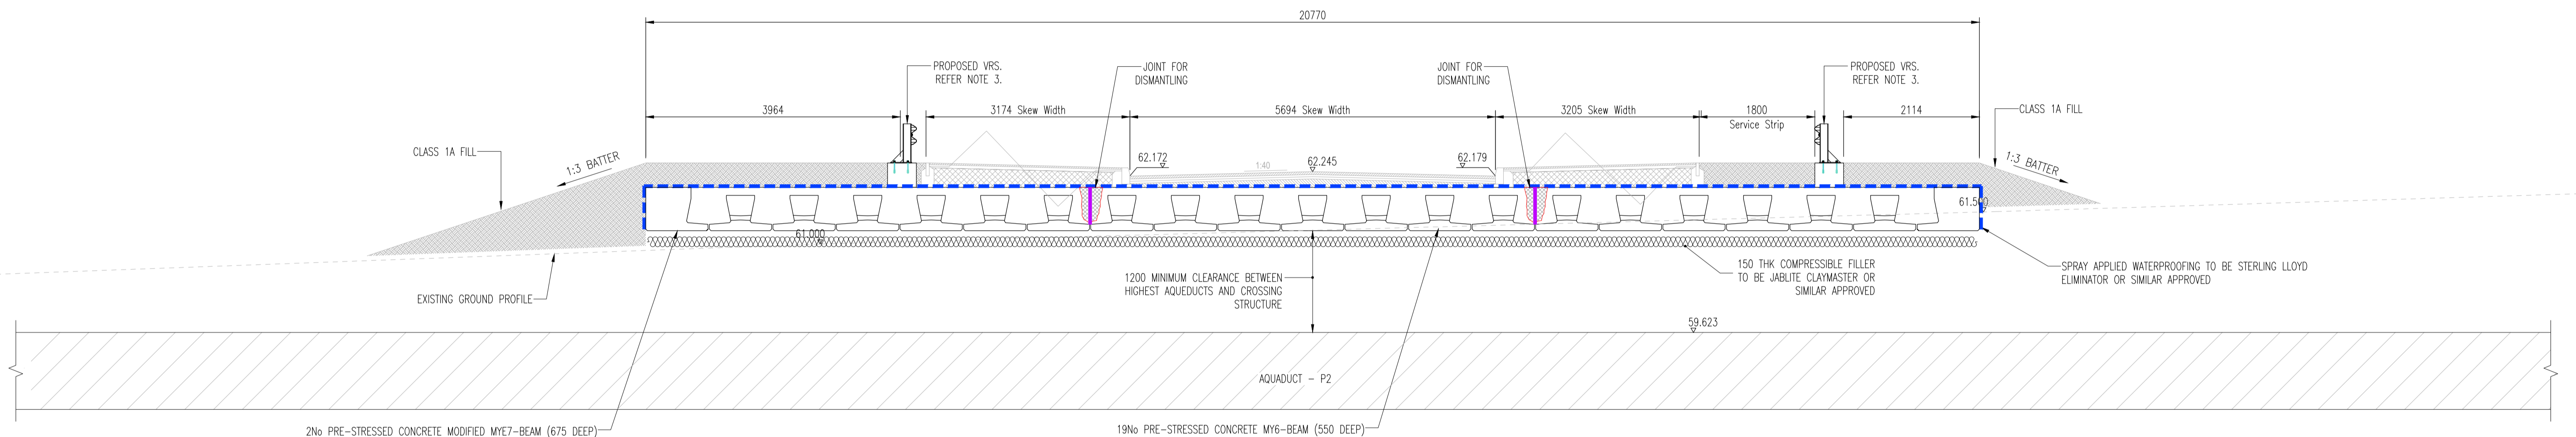 20770
PROPOSED VRS.
REFER NOTE 3.
JOINT FOR
DISMANTLING
JOINT FOR
DISMANTLING
PROPOSED VRS.
REFER NOTE 3.
3964
3174 Skew Width
5694 Skew Width
3205 Skew Width
1800
Service Strip
2114
CLASS 1A FILL
CLASS 1A FILL
1:3 BATTER
62.172
1:40
62.245
62.179
1:3 BATTER
61.500
61.000
1200 MINIMUM CLEARANCE BETWEEN
HIGHEST AQUEDUCTS AND CROSSING
STRUCTURE
150 THK COMPRESSIBLE FILLER
TO BE JABLITE CLAYMASTER OR
SIMILAR APPROVED
SPRAY APPLIED WATERPROOFING TO BE STERLING LLOYD
ELIMINATOR OR SIMILAR APPROVED
EXISTING GROUND PROFILE
59.623
AQUADUCT - P2
2No PRE-STRESSED CONCRETE MODIFIED MYE7-BEAM (675 DEEP)
19No PRE-STRESSED CONCRETE MY6-BEAM (550 DEEP)